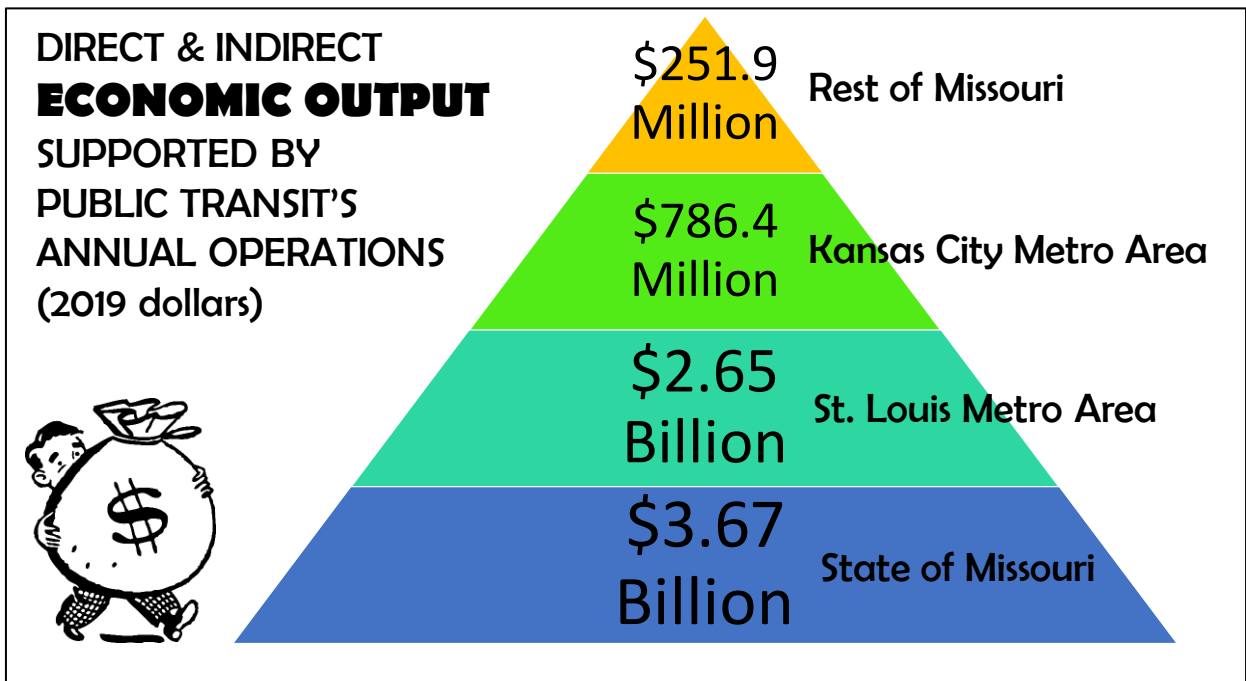 DIRECT & INDIRECT
ECONOMIC OUTPUT
SUPPORTED BY
PUBLIC TRANSIT'S
ANNUAL OPERATIONS
(2019 dollars)
$251.9
Million
Rest of Missouri
$786.4
Million
Kansas City Metro Area
$2.65
Billion
St. Louis Metro Area
$3.67
Billion
State of Missouri
$